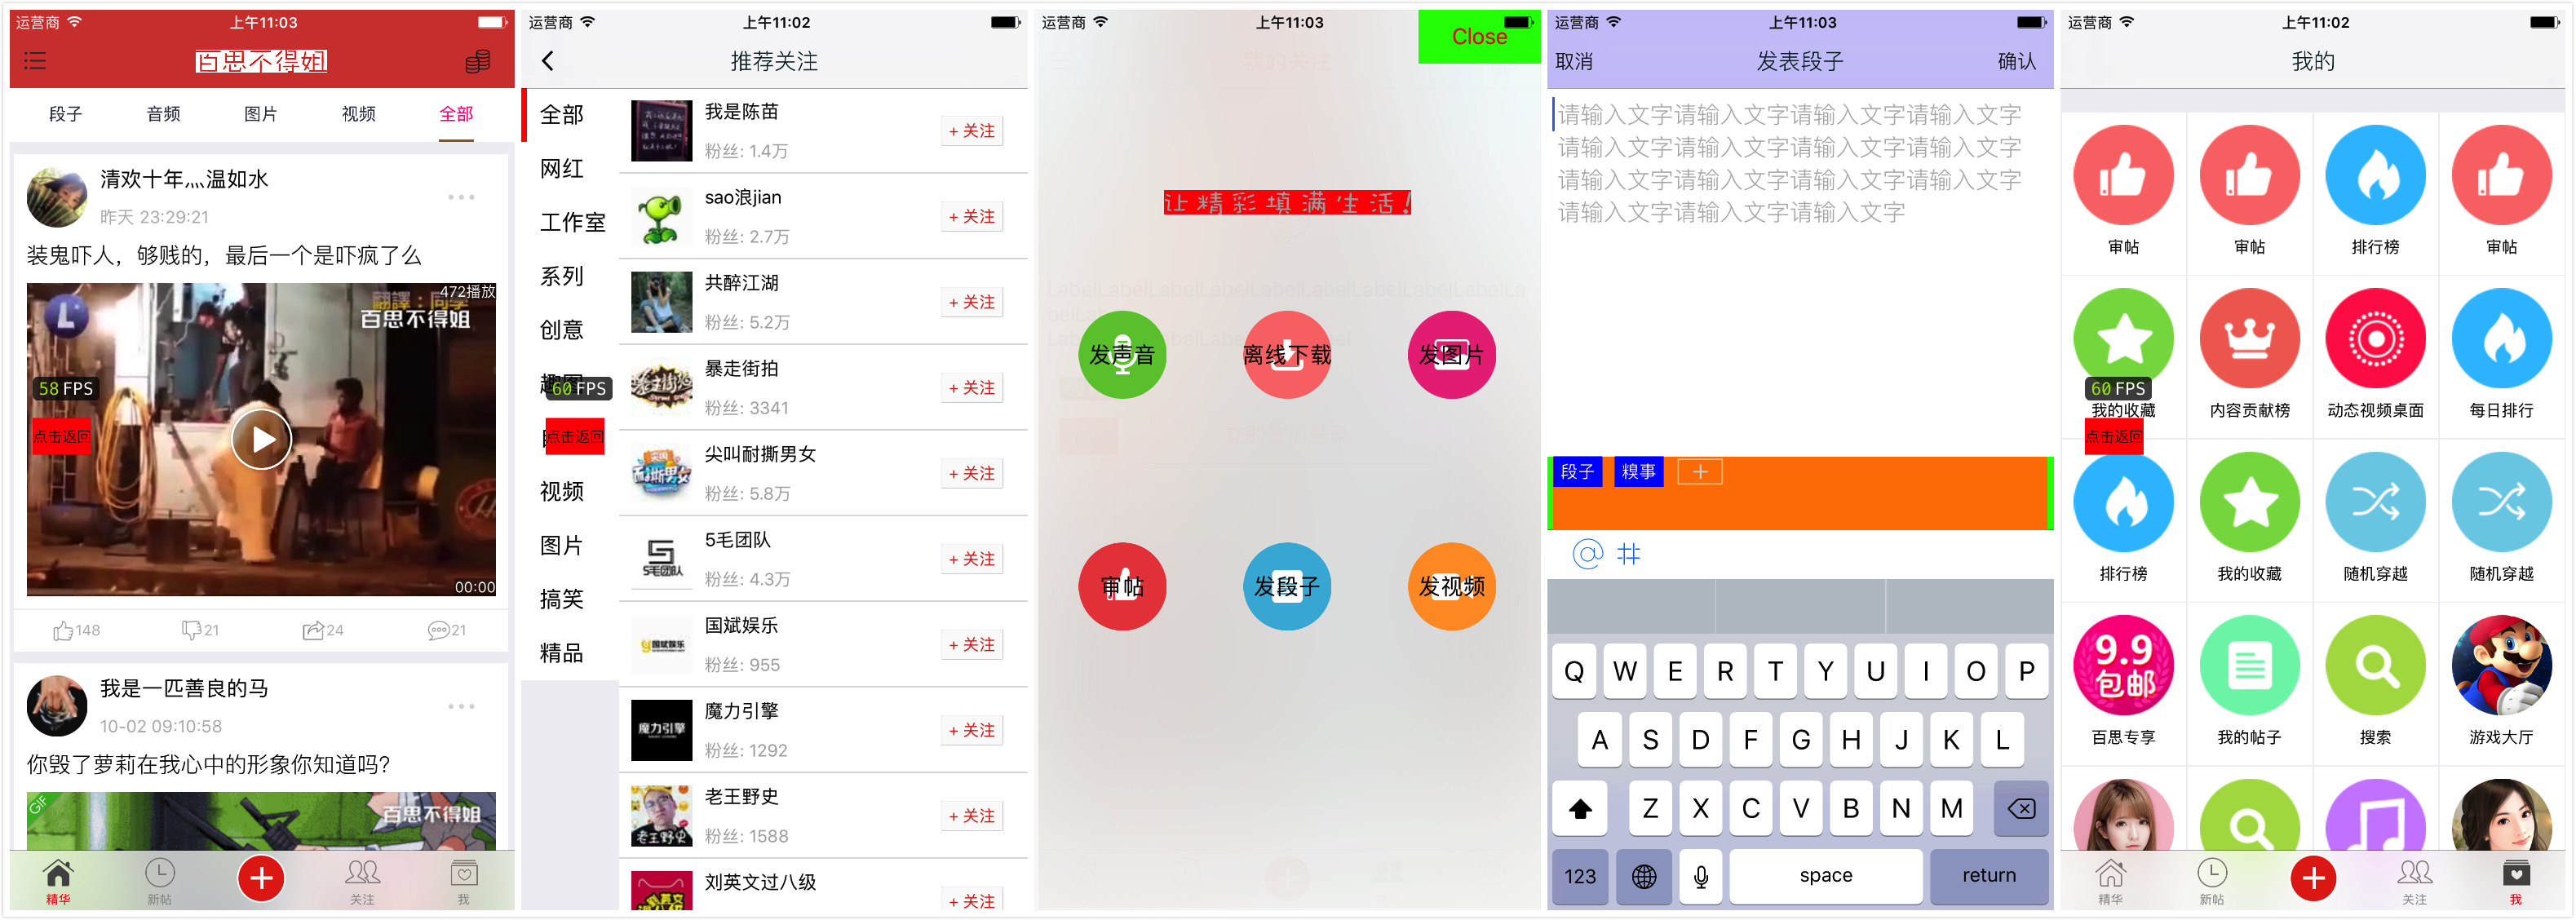 运营商
上午11:03
百思不得姐
段子 音频 图片 视频 全部
清欢十年灬温如水
昨天 23:29:21
装鬼吓人，够贱的，最后一个是吓疯了么
472播放
百思不得姐
58 FPS
点击返回
00:00
148 21 24 21
我是一匹善良的马
10-02 09:10:58
你毁了萝莉在我心中的形象你知道吗?
GIF
百思不得姐
精华 新帖 关注 我
运营商
上午11:02
推荐关注
全部
网红
工作室
系列
创意
60 FPS
点击返回
视频
图片
搞笑
精品
我是陈苗
粉丝: 1.4万
+ 关注
sao浪jian
粉丝: 2.7万
+ 关注
共醉江湖
粉丝: 5.2万
+ 关注
暴走街拍
粉丝: 3341
+ 关注
尖叫耐撕男女
粉丝: 5.8万
+ 关注
5毛团队
5毛团队
粉丝: 4.3万
+ 关注
国斌娱乐
国斌娱乐
粉丝: 955
+ 关注
魔力引擎
魔力引擎
粉丝: 1292
+ 关注
老王野史
老王野史
粉丝: 1588
+ 关注
刘英文过八级
+ 关注
运营商
上午11:03
Close
我的关注
让精彩填满生活!
LabelLabelLabelLabelLabelLabelLabelLabelLabelLa
发声音 离线下载 发图片
审帖 发段子 发视频
运营商
上午11:03
取消 发表段子 确认
请输入文字请输入文字请输入文字请输入文字
请输入文字请输入文字请输入文字请输入文字
请输入文字请输入文字请输入文字请输入文字
请输入文字请输入文字请输入文字
段子 糗事 +
@ #
Q W E R T Y U I O P
A S D F G H J K L
Z X C V B N M
123 space return
运营商
上午11:02
我的
审帖 审帖 排行榜 审帖
60 FPS
我的收藏 内容贡献榜 动态视频桌面 每日排行
点击返回
排行榜 我的收藏 随机穿越 随机穿越
9.9
包邮
百思专享 我的帖子 搜索 游戏大厅
精华 新帖 关注 我